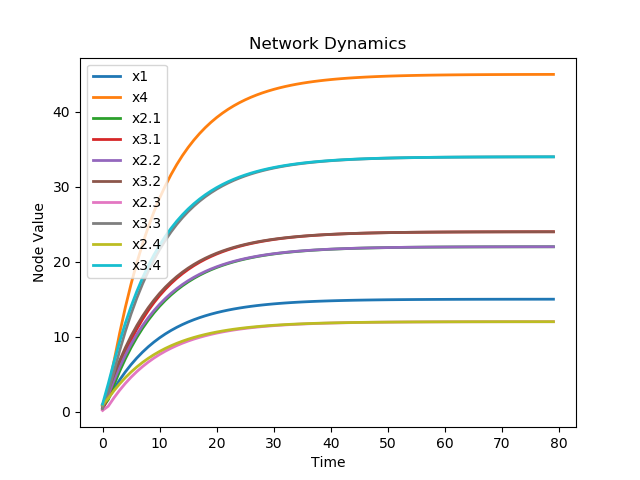 Network Dynamics
x1
x4
x2.1
x3.1
x2.2
x3.2
x2.3
x3.3
x2.4
x3.4
40
30
20
10
0
Node Value
0 10 20 30 40 50 60 70 80
Time